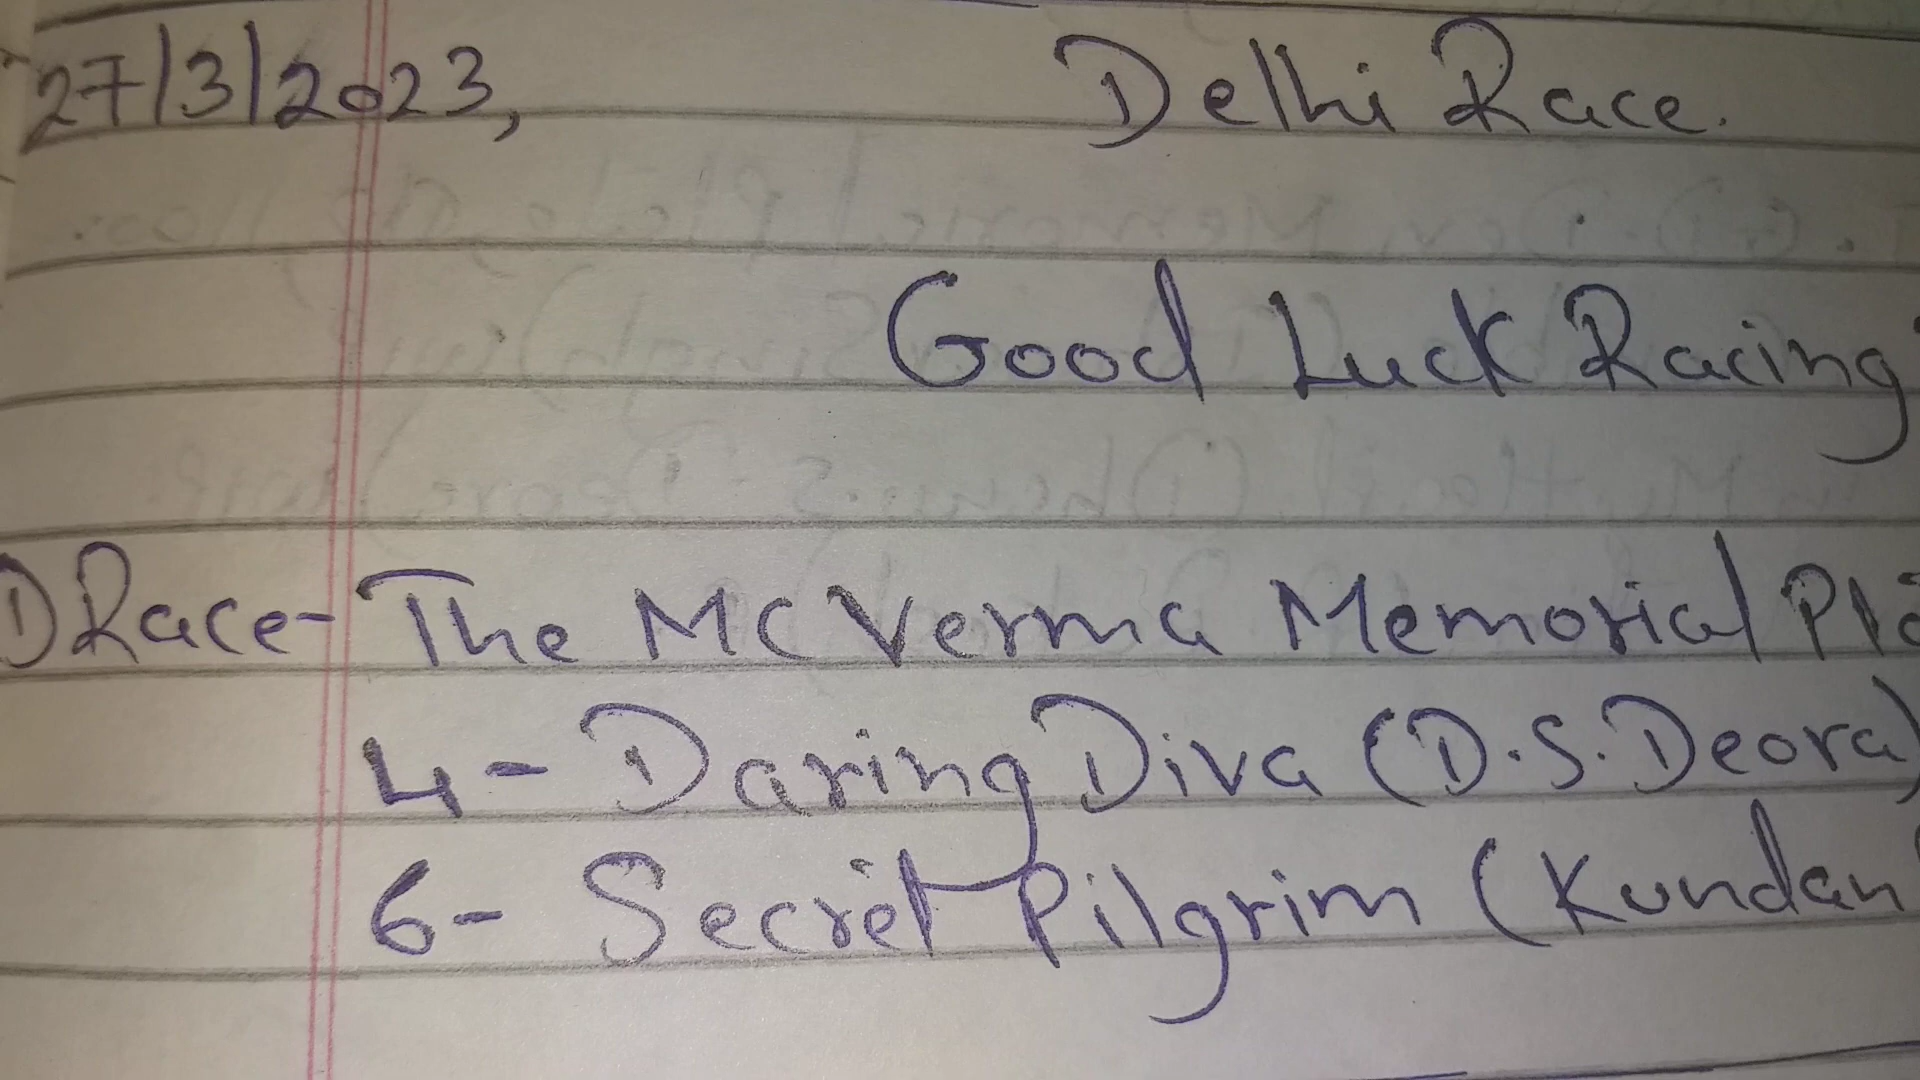 27/3/2023, Delhi Race.
Good Luck Racing
1) Race- The MC Verma Memorial
4- Daring Diva (D.S. Deora)
6- Secret Pilgrim (Kundan